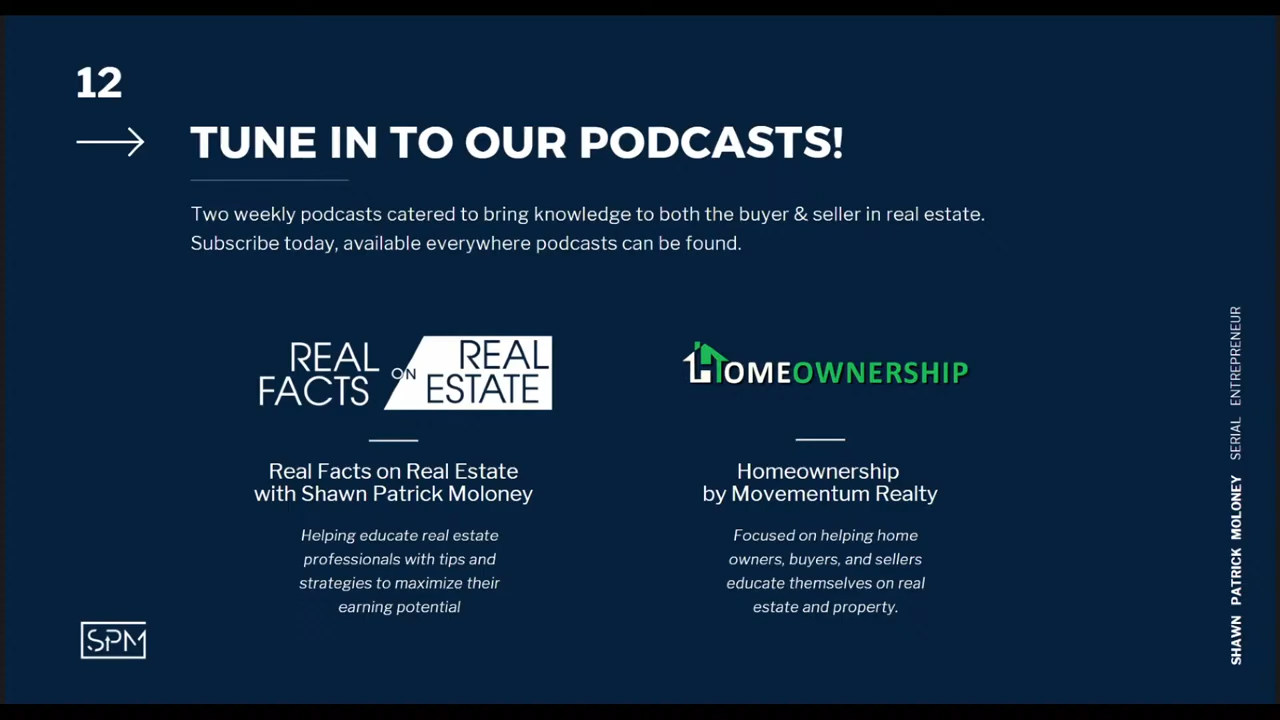 12
TUNE IN TO OUR PODCASTS!
Two weekly podcasts catered to bring knowledge to both the buyer & seller in real estate.
Subscribe today, available everywhere podcasts can be found.
REAL
FACTS
ON
REAL
ESTATE
HOMEOWNERSHIP
Real Facts on Real Estate
with Shawn Patrick Moloney
Helping educate real estate
professionals with tips and
strategies to maximize their
earning potential
Homeownership
by Movementum Realty
Focused on helping home
owners, buyers, and sellers
educate themselves on real
estate and property.
SPM
SHAWN PATRICK MOLONEY SERIAL ENTREPRENEUR